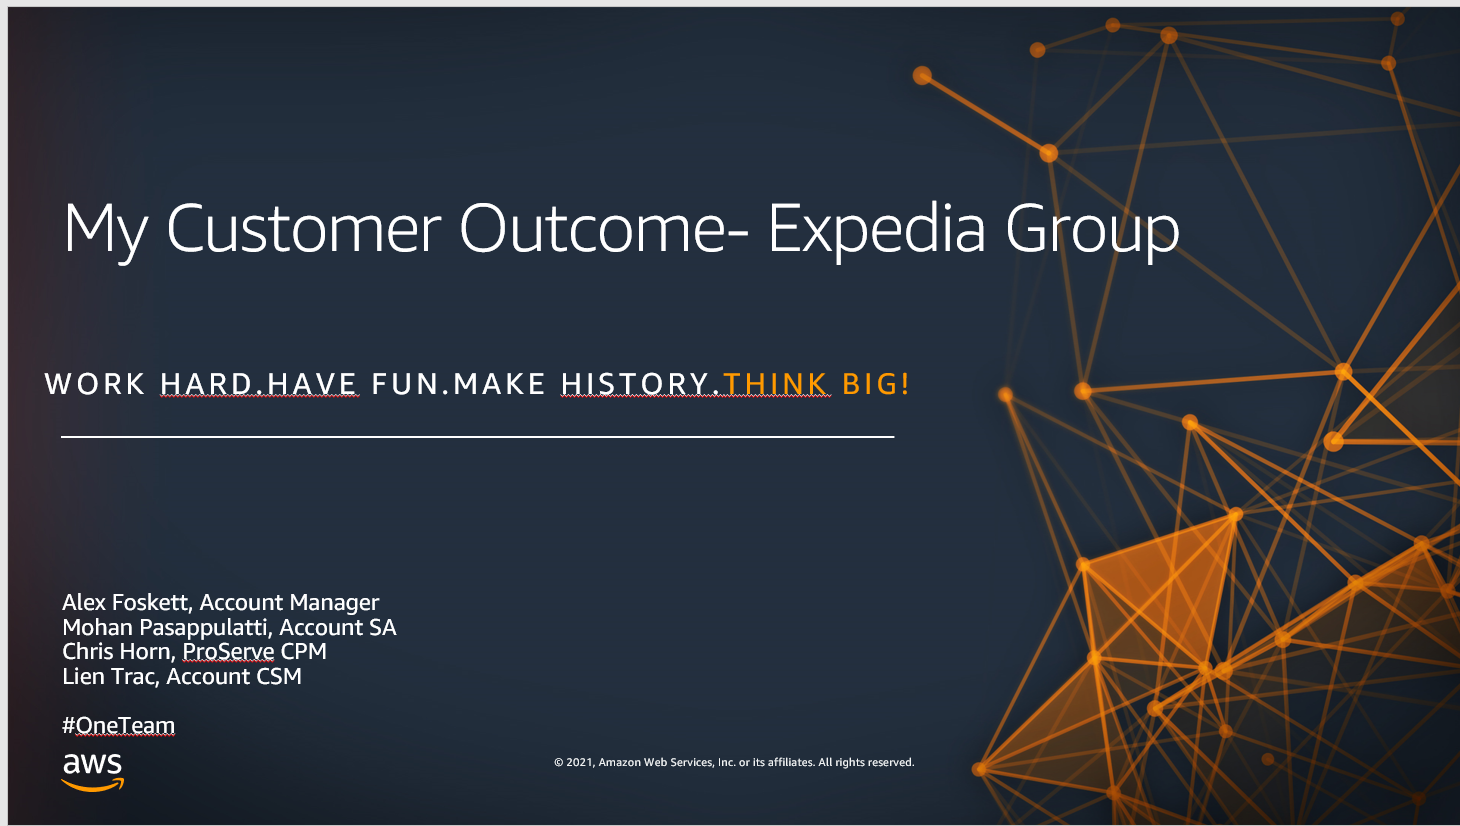 My Customer Outcome- Expedia Group
WORK HARD.HAVE FUN.MAKE HISTORY.THINK BIG!
Alex Foskett, Account Manager
Mohan Pasappulatti, Account SA
Chris Horn, ProServe CPM
Lien Trac, Account CSM
#OneTeam
aws
© 2021, Amazon Web Services, Inc. or its affiliates. All rights reserved.